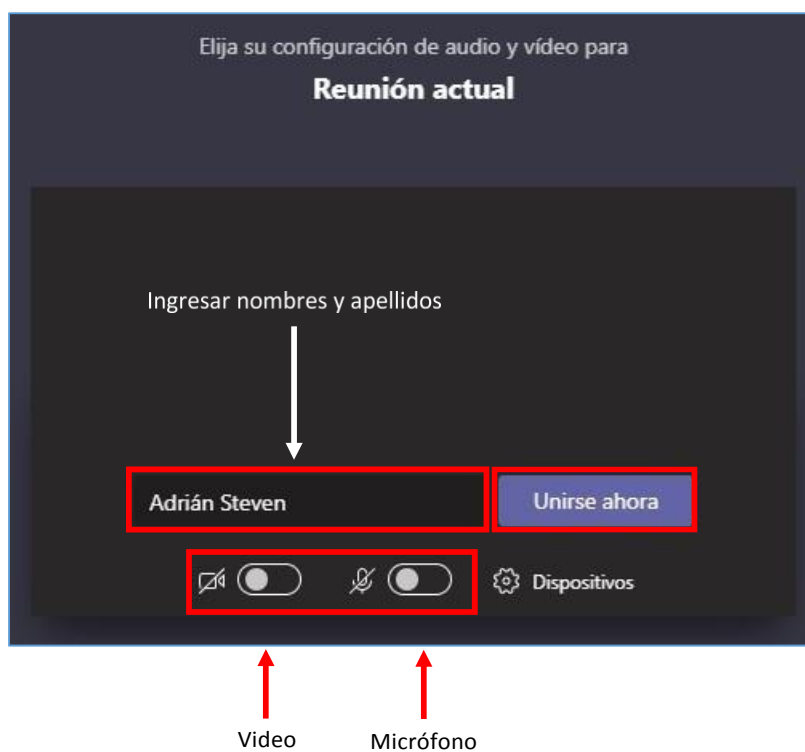 Elija su configuración de audio y vídeo para
Reunión actual
Ingresar nombres y apellidos
Adrián Steven
Unirse ahora
Dispositivos
Video
Micrófono